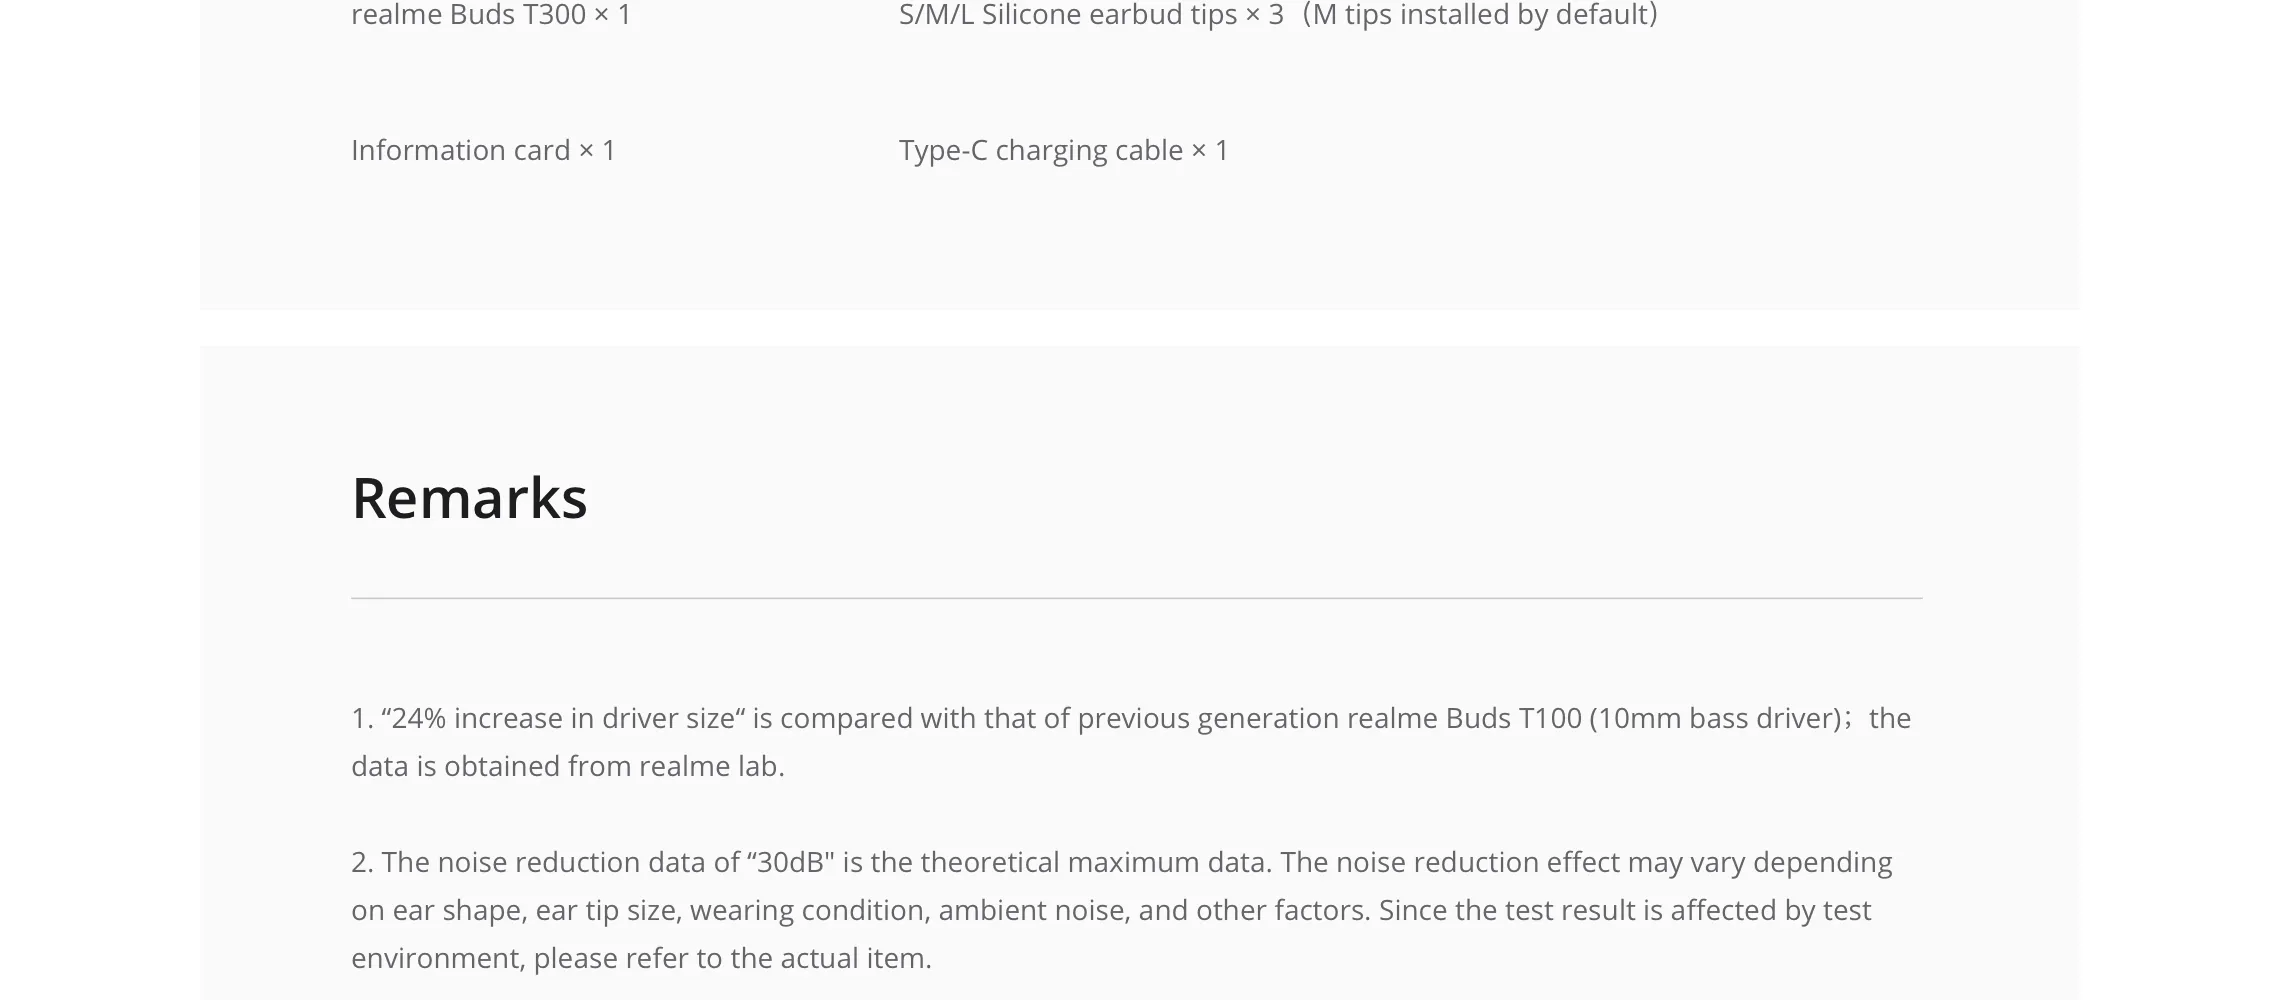 realme Buds T300 × 1
S/M/L Silicone earbud tips × 3（M tips installed by default）
Information card × 1
Type-C charging cable × 1
Remarks
1. “24% increase in driver size“ is compared with that of previous generation realme Buds T100 (10mm bass driver)；the
data is obtained from realme lab.
2. The noise reduction data of “30dB" is the theoretical maximum data. The noise reduction effect may vary depending
on ear shape, ear tip size, wearing condition, ambient noise, and other factors. Since the test result is affected by test
environment, please refer to the actual item.